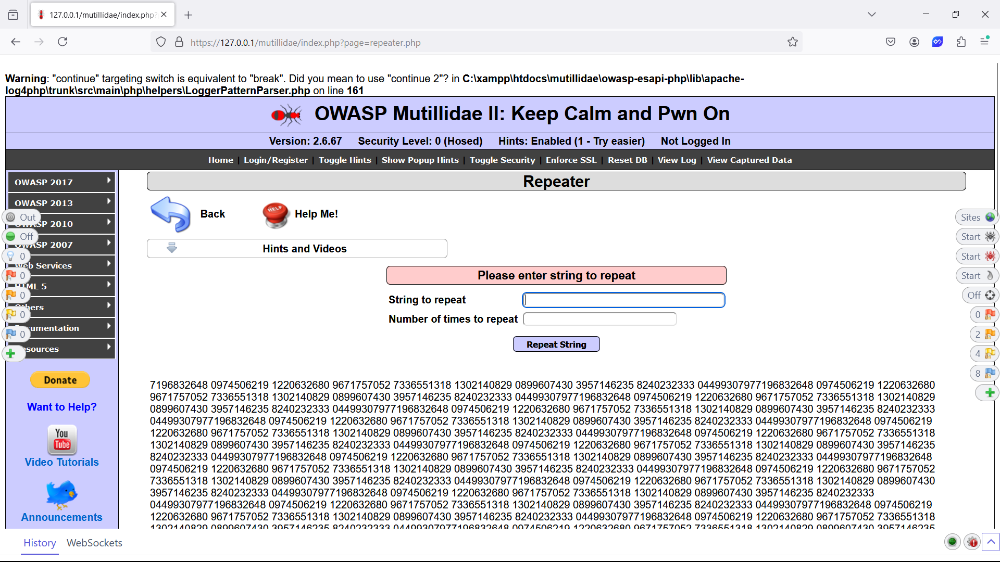 127.0.0.1/mutillidae/index.php?
https://127.0.0.1/mutillidae/index.php?page=repeater.php
Warning: "continue" targeting switch is equivalent to "break". Did you mean to use "continue 2"? in C:\xampp\htdocs\mutillidae\owasp-esapi-php\lib\apache-
log4php\trunk\src\main\php\helpers\LoggerPatternParser.php on line 161
OWASP Mutillidae II: Keep Calm and Pwn On
Version: 2.6.67 Security Level: 0 (Hosed) Hints: Enabled (1 - Try easier) Not Logged In
Home | Login/Register | Toggle Hints | Show Popup Hints | Toggle Security | Enforce SSL | Reset DB | View Log | View Captured Data
OWASP 2017
OWASP 2013
OWASP 2010
OWASP 2007
Web Services
HTML 5
Others
Documentation
Resources
Out
Off
0
0
0
0
0
Donate
Want to Help?
You
Tube
Video Tutorials
Announcements
Repeater
Back
HELP
Help Me!
Hints and Videos
Please enter string to repeat
String to repeat
Number of times to repeat
Repeat String
7196832648 0974506219 1220632680 9671757052 7336551318 1302140829 0899607430 3957146235 8240232333 04499307977196832648 0974506219 1220632680
9671757052 7336551318 1302140829 0899607430 3957146235 8240232333 04499307977196832648 0974506219 1220632680 9671757052 7336551318 1302140829
0899607430 3957146235 8240232333 04499307977196832648 0974506219 1220632680 9671757052 7336551318 1302140829 0899607430 3957146235 8240232333
04499307977196832648 0974506219 1220632680 9671757052 7336551318 1302140829 0899607430 3957146235 8240232333 04499307977196832648 0974506219
1220632680 9671757052 7336551318 1302140829 0899607430 3957146235 8240232333 04499307977196832648 0974506219 1220632680 9671757052 7336551318
1302140829 0899607430 3957146235 8240232333 04499307977196832648 0974506219 1220632680 9671757052 7336551318 1302140829 0899607430 3957146235
8240232333 04499307977196832648 0974506219 1220632680 9671757052 7336551318 1302140829 0899607430 3957146235 8240232333 04499307977196832648
0974506219 1220632680 9671757052 7336551318 1302140829 0899607430 3957146235 8240232333 04499307977196832648 0974506219 1220632680 9671757052
7336551318 1302140829 0899607430 3957146235 8240232333 04499307977196832648 0974506219 1220632680 9671757052 7336551318 1302140829 0899607430
3957146235 8240232333 04499307977196832648 0974506219 1220632680 9671757052 7336551318 1302140829 0899607430 3957146235 8240232333
04499307977196832648 0974506219 1220632680 9671757052 7336551318 1302140829 0899607430 3957146235 8240232333 04499307977196832648 0974506219
1220632680 9671757052 7336551318 1302140829 0899607430 3957146235 8240232333 04499307977196832648 0974506219 1220632680 9671757052 7336551318
1302140829 0899607430 3957146235 8240232333 04499307977196832648 0974506219 1220632680 9671757052 7336551318 1302140829 0899607430 3957146235
Sites
Start
Start
Start
Off
0
2
4
8
History WebSockets